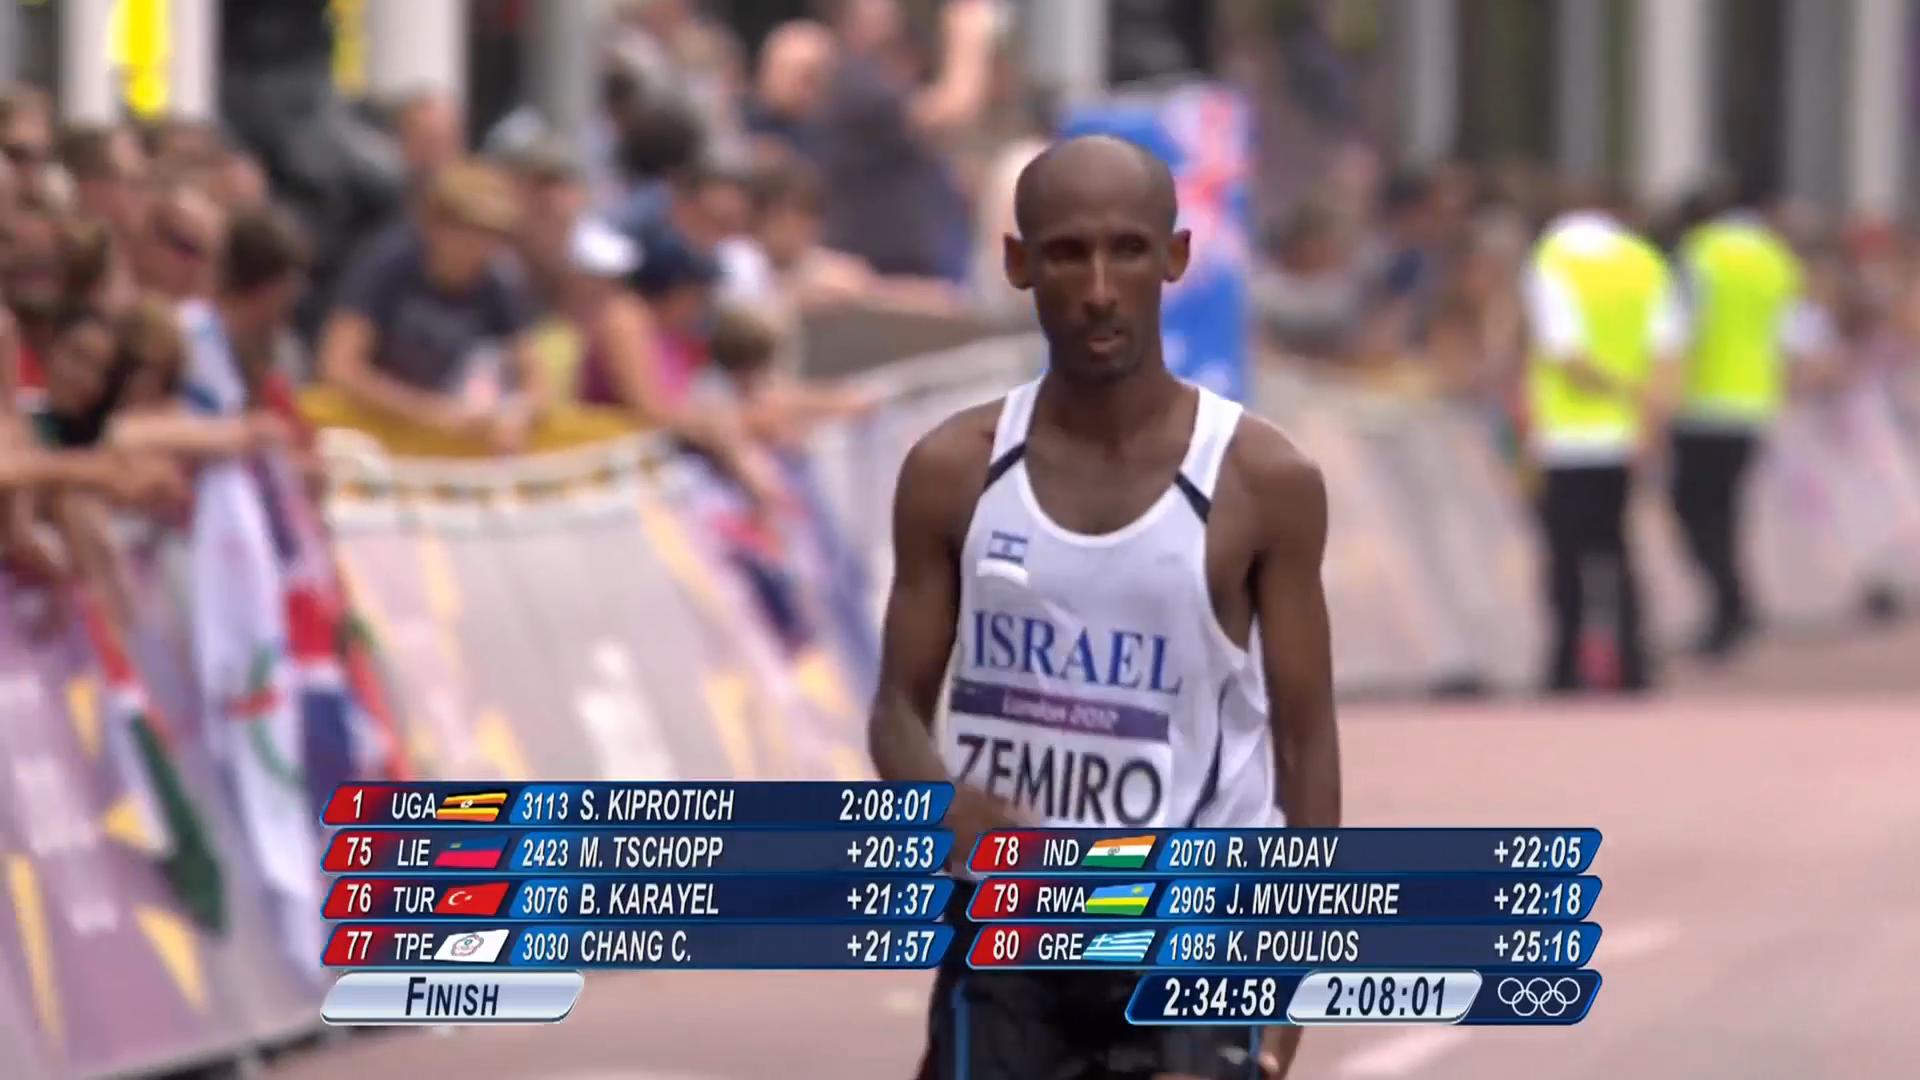 ISRAEL
London 2012
ZEMIRO
1 UGA 3113 S. KIPROTICH 2:08:01
75 LIE 2423 M. TSCHOPP +20:53
76 TUR 3076 B. KARAYEL +21:37
77 TPE 3030 CHANG C. +21:57
78 IND 2070 R. YADAV +22:05
79 RWA 2905 J. MVUYEKURE +22:18
80 GRE 1985 K. POULIOS +25:16
FINISH
2:34:58 2:08:01